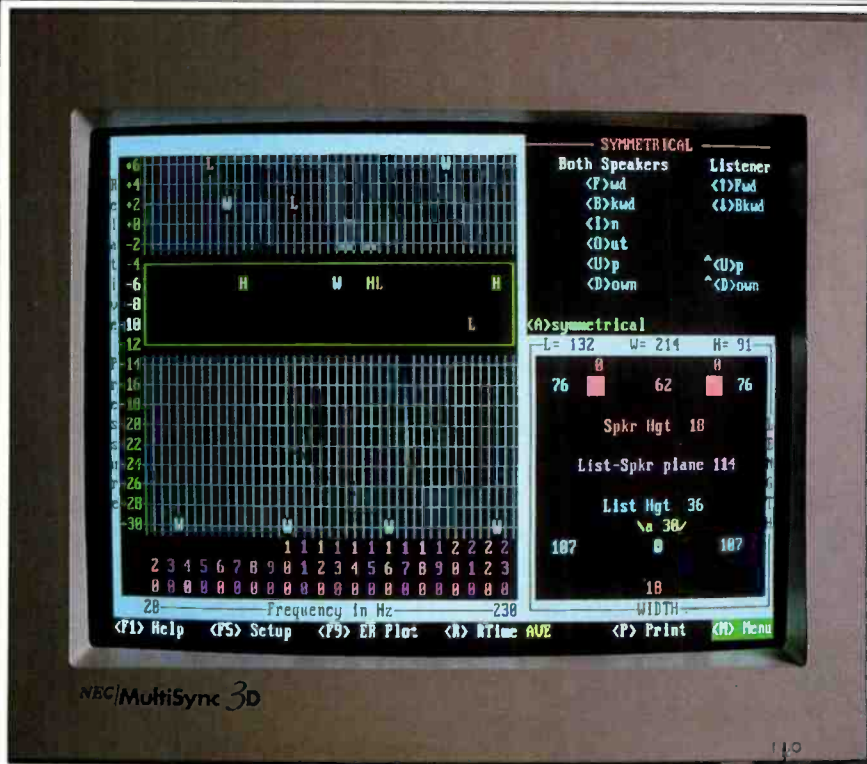 SYMMETRICAL
Both Speakers Listener
<F>wd <↑>Fwd
<B>kwd <↓>Bkwd
<I>n
<O>ut
<U>p ^<U>p
<D>own ^<D>own
<A>symmetrical
Relative Pressure
+6 L W
+4
+2 W L
+0
-2
-4
-6 H W HL H
-8
-10 L
-12
-14
-16
-18
-20
-22
-24
-26
-28
-30 W W W W
1 1 1 1 1 1 1 1 1 1 2 2 2 2
2 3 4 5 6 7 8 9 0 1 2 3 4 5 6 7 8 9 0 1 2 3
0 0 0 0 0 0 0 0 0 0 0 0 0 0 0 0 0 0 0 0 0 0
20 Frequency in Hz 230
L= 132 W= 214 H= 91
0 0
76 62 76
Spkr Hgt 18
List-Spkr plane 114
List Hgt 36
\a 30/
107 0 107
18
WIDTH
<F1> Help <F5> Setup <F9> ER Plot <R> RTime AVE <P> Print <M> Menu
NEC MultiSync 3D